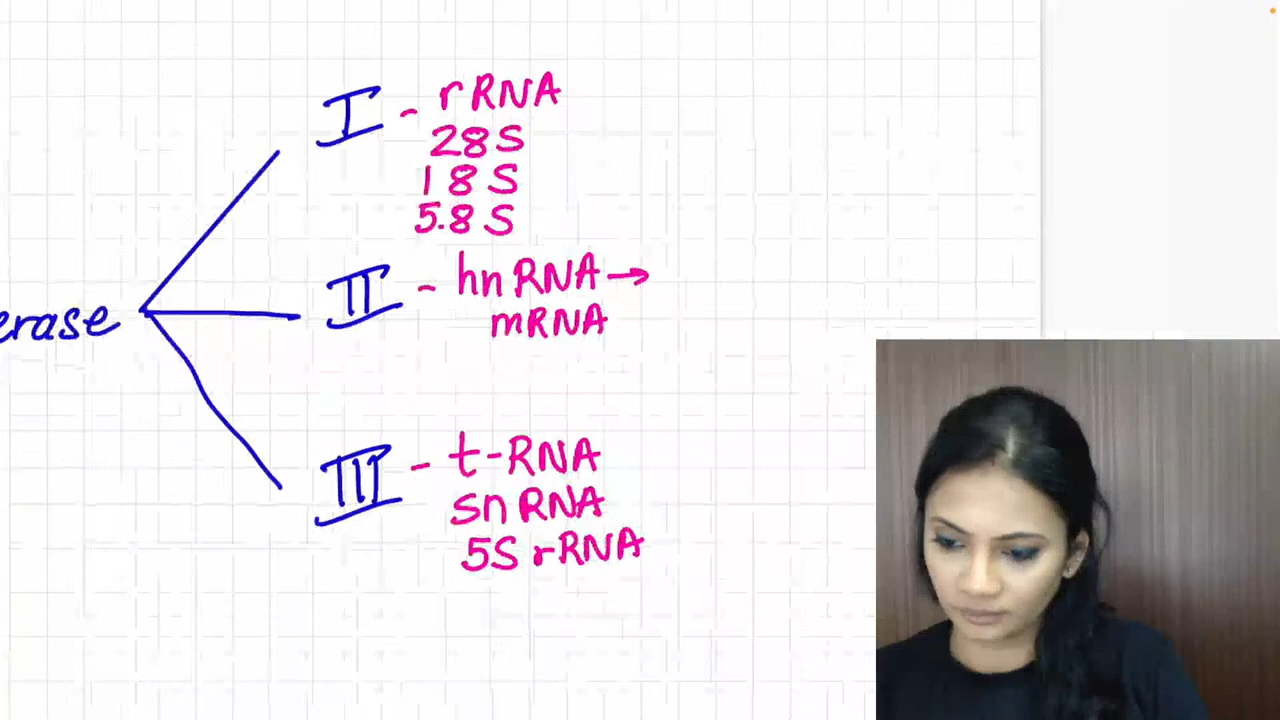 I - rRNA
28S
18S
5.8S
II - hnRNA →
mRNA
erase
III - t-RNA
snRNA
5S rRNA